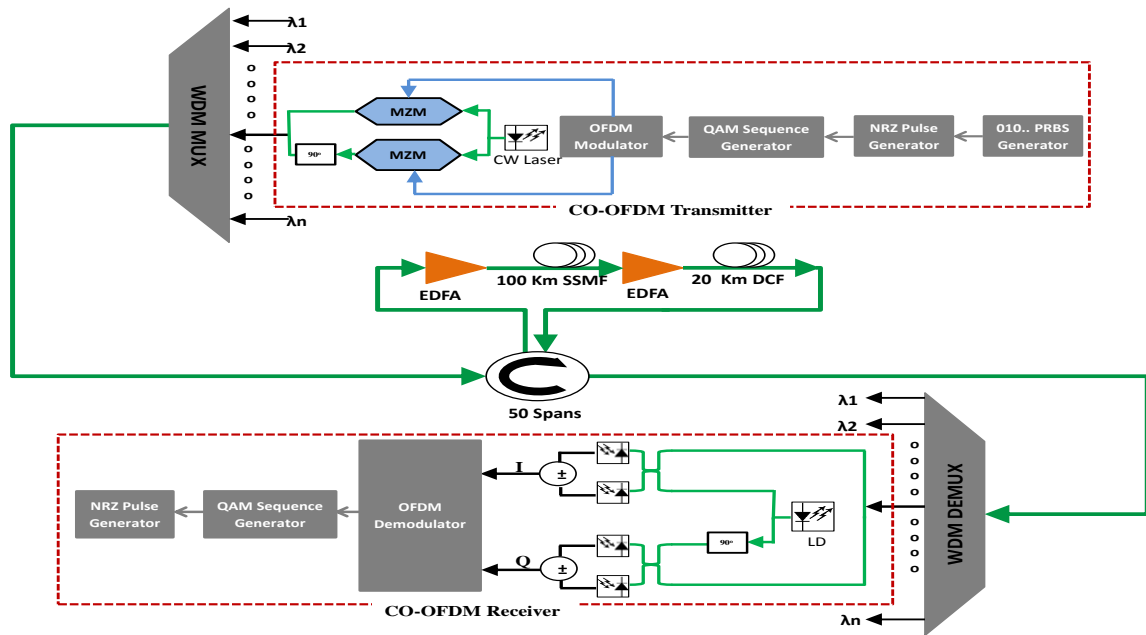 λ1
λ2
WDM MUX
λn
MZM
MZM
90°
CW Laser
OFDM
Modulator
QAM Sequence
Generator
NRZ Pulse
Generator
010.. PRBS
Generator
CO-OFDM Transmitter
EDFA
100 Km SSMF
EDFA
20 Km DCF
50 Spans
λ1
λ2
WDM DEMUX
λn
NRZ Pulse
Generator
QAM Sequence
Generator
OFDM
Demodulator
I
±
Q
±
90°
LD
CO-OFDM Receiver